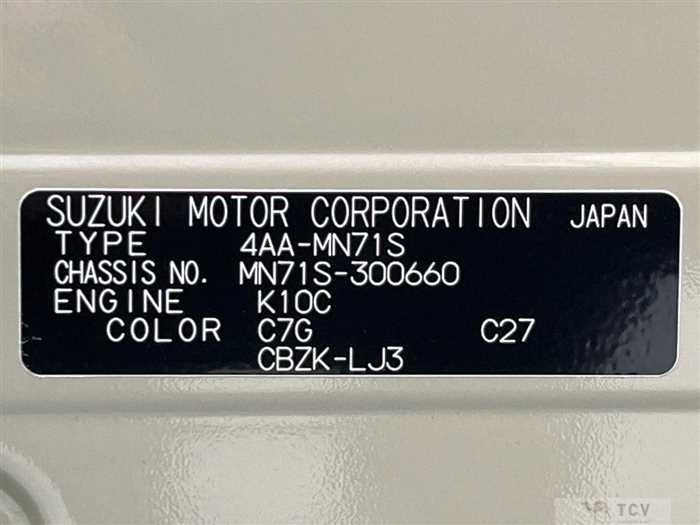 SUZUKI MOTOR CORPORATION JAPAN
TYPE 4AA-MN71S
CHASSIS NO. MN71S-300660
ENGINE K10C
COLOR C7G C27
CBZK-LJ3
TCV